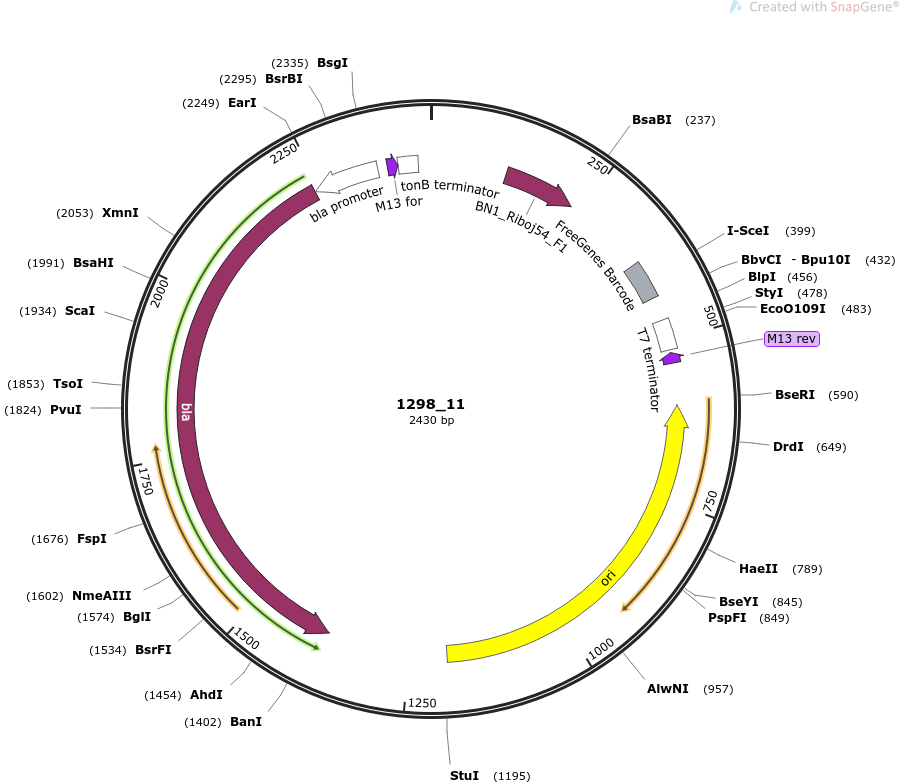 Created with SnapGene®
(2335) BsgI
(2295) BsrBI
(2249) EarI
BsaBI (237)
2250
250
tonB terminator
bla promoter
M13 for
BN1_Riboj54_F1
FreeGenes Barcode
(2053) XmnI
I-SceI (399)
(1991) BsaHI
BbvCI - Bpu10I (432)
BlpI (456)
2000
StyI (478)
(1934) ScaI
EcoO109I (483)
500
M13 rev
T7 terminator
(1853) TsoI
BseRI (590)
(1824) PvuI
bla
1298_11
2430 bp
DrdI (649)
1750
750
(1676) FspI
HaeII (789)
ori
(1602) NmeAIII
BseYI (845)
(1574) BglI
PspFI (849)
(1534) BsrFI
1500
1000
(1454) AhdI
AlwNI (957)
1250
(1402) BanI
StuI (1195)